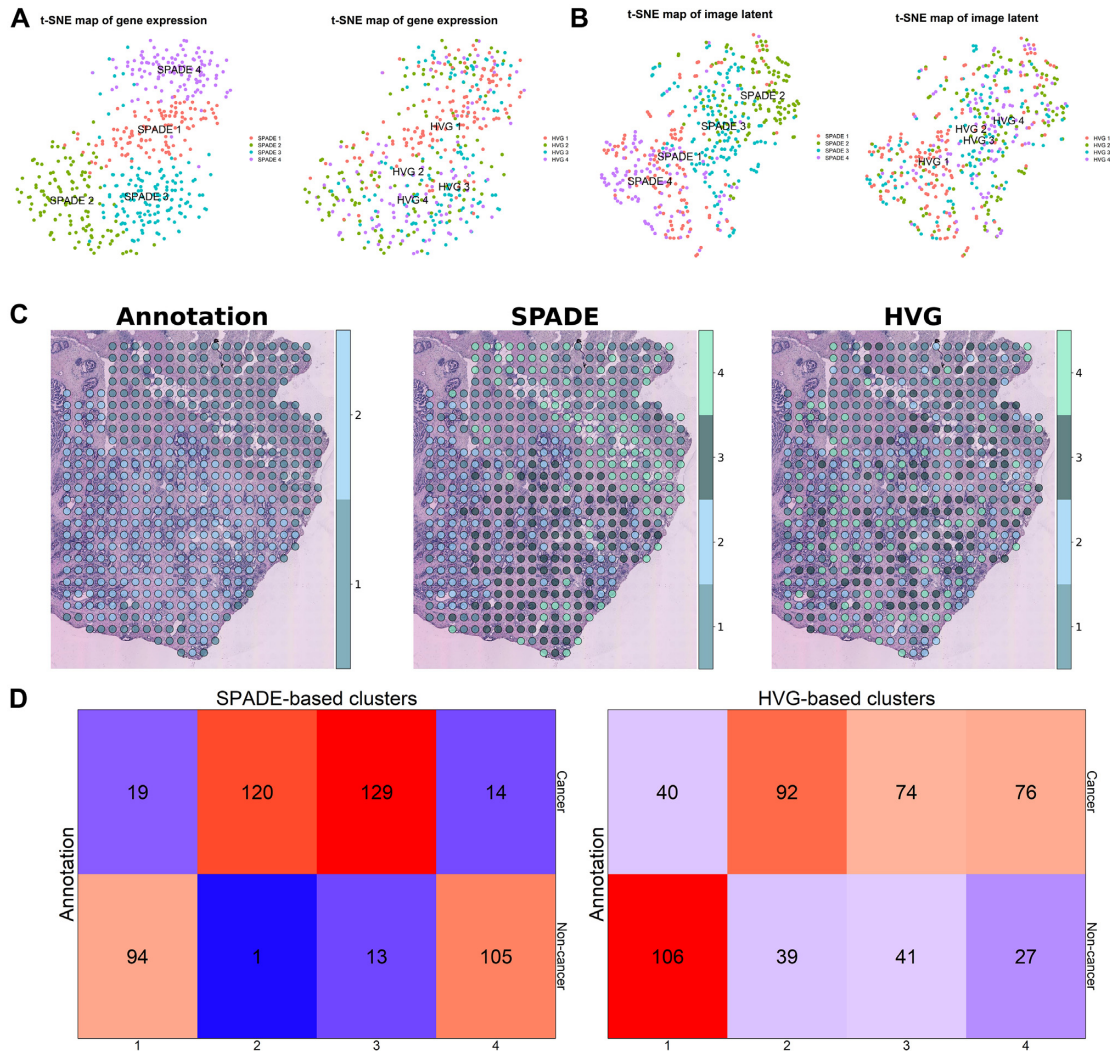 A
t-SNE map of gene expression
t-SNE map of gene expression
SPADE 4
SPADE 1
SPADE 2
SPADE 3
SPADE 1
SPADE 2
SPADE 3
SPADE 4
HVG 1
HVG 2
HVG 3
HVG 4
HVG 1
HVG 2
HVG 3
HVG 4
B
t-SNE map of image latent
t-SNE map of image latent
SPADE 2
SPADE 3
SPADE 1
SPADE 4
SPADE 1
SPADE 2
SPADE 3
SPADE 4
HVG 4
HVG 2
HVG 3
HVG 1
HVG 1
HVG 2
HVG 3
HVG 4
C
Annotation
2
1
SPADE
4
3
2
1
HVG
4
3
2
1
D
SPADE-based clusters
Annotation
19 120 129 14
Cancer
94 1 13 105
Non-cancer
1 2 3 4
HVG-based clusters
Annotation
40 92 74 76
Cancer
106 39 41 27
Non-cancer
1 2 3 4